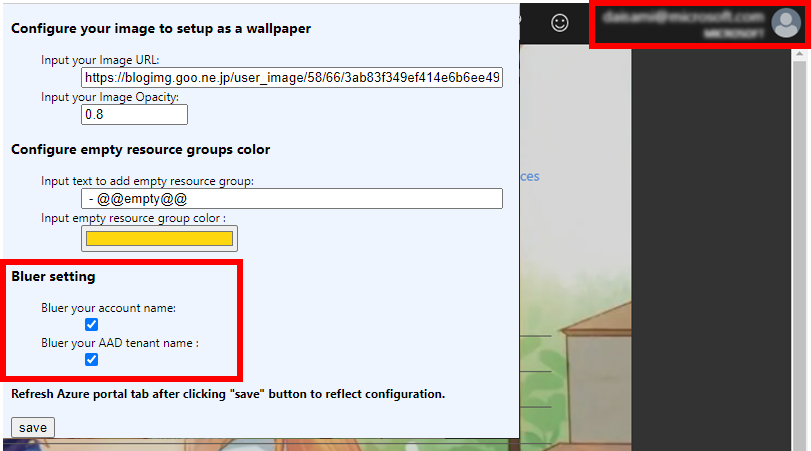 Configure your image to setup as a wallpaper
Input your Image URL:
https://blogimg.goo.ne.jp/user_image/58/66/3ab83f349ef414e6b6ee49
Input your Image Opacity:
0.8
Configure empty resource groups color
Input text to add empty resource group:
- @@empty@@
Input empty resource group color :
Bluer setting
Bluer your account name:
Bluer your AAD tenant name :
Refresh Azure portal tab after clicking "save" button to reflect configuration.
save
MICROSOFT
ces